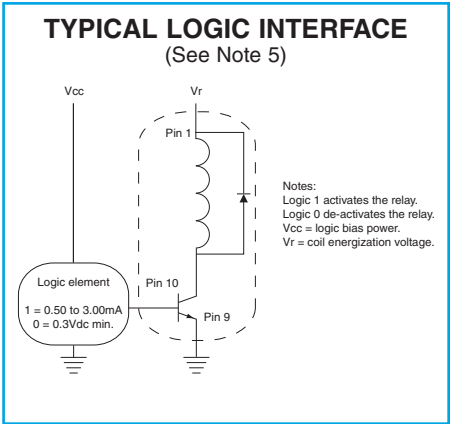 TYPICAL LOGIC INTERFACE
(See Note 5)
Vcc
Vr
Pin 1
Notes:
Logic 1 activates the relay.
Logic 0 de-activates the relay.
Vcc = logic bias power.
Vr = coil energization voltage.
Logic element
1 = 0.50 to 3.00mA
0 = 0.3Vdc min.
Pin 10
Pin 9